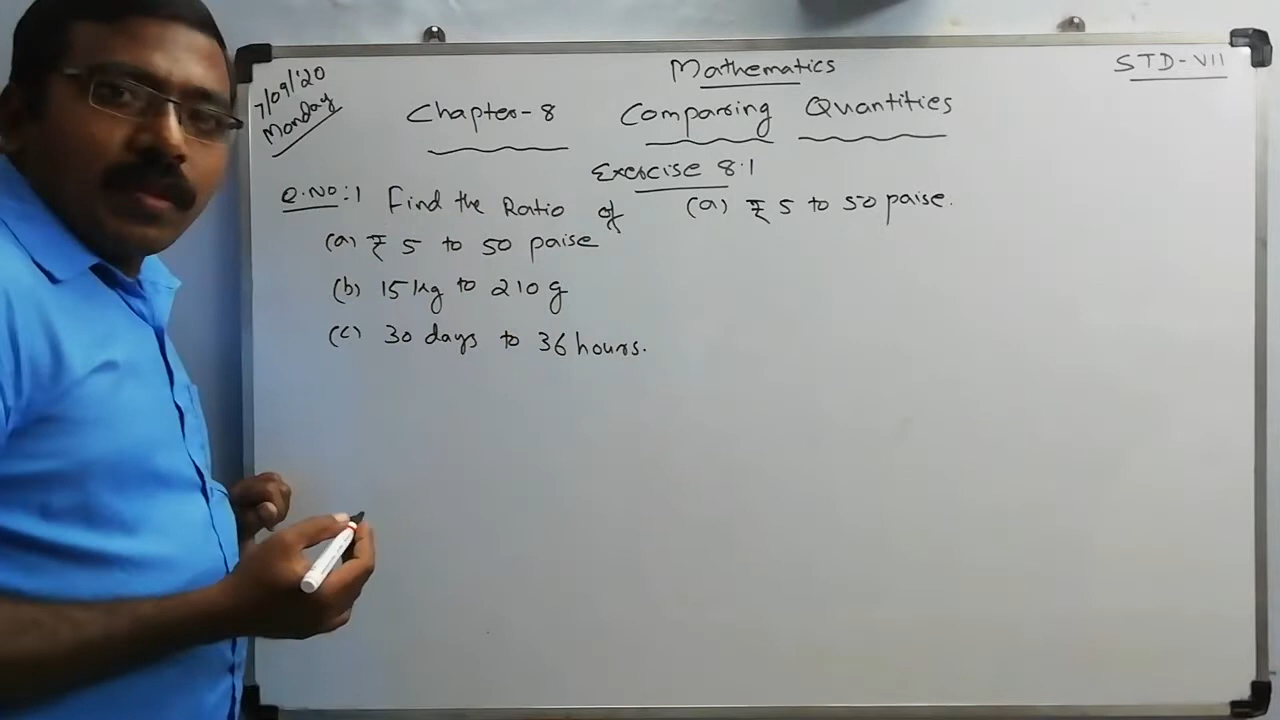 7/09/'20
Monday
Mathematics
STD-VII
Chapter-8 Comparing Quantities
Exercise 8.1
Q.No:1 Find the Ratio of
(a) ₹ 5 to 50 paise
(b) 15 kg to 210 g
(c) 30 days to 36 hours.
(a) ₹ 5 to 50 paise.